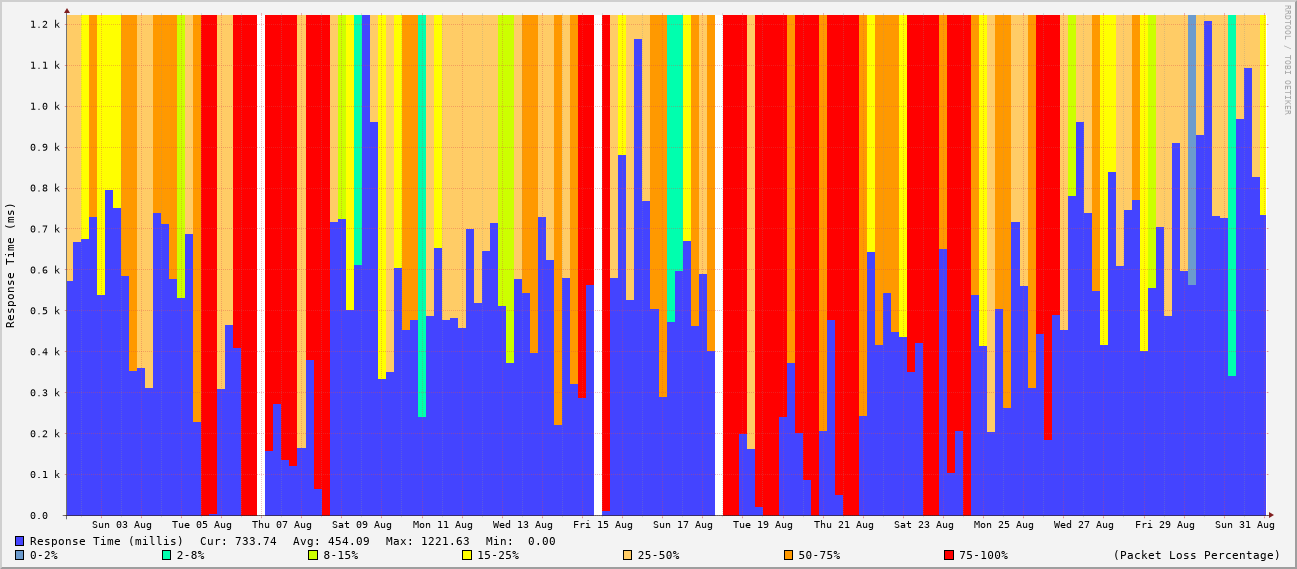 RRDTOOL / TOBI OETIKER
Response Time (ms)
1.2 k
1.1 k
1.0 k
0.9 k
0.8 k
0.7 k
0.6 k
0.5 k
0.4 k
0.3 k
0.2 k
0.1 k
0.0
Sun 03 Aug Tue 05 Aug Thu 07 Aug Sat 09 Aug Mon 11 Aug Wed 13 Aug Fri 15 Aug Sun 17 Aug Tue 19 Aug Thu 21 Aug Sat 23 Aug Mon 25 Aug Wed 27 Aug Fri 29 Aug Sun 31 Aug
Response Time (millis) Cur: 733.74 Avg: 454.09 Max: 1221.63 Min: 0.00
0-2% 2-8% 8-15% 15-25% 25-50% 50-75% 75-100% (Packet Loss Percentage)